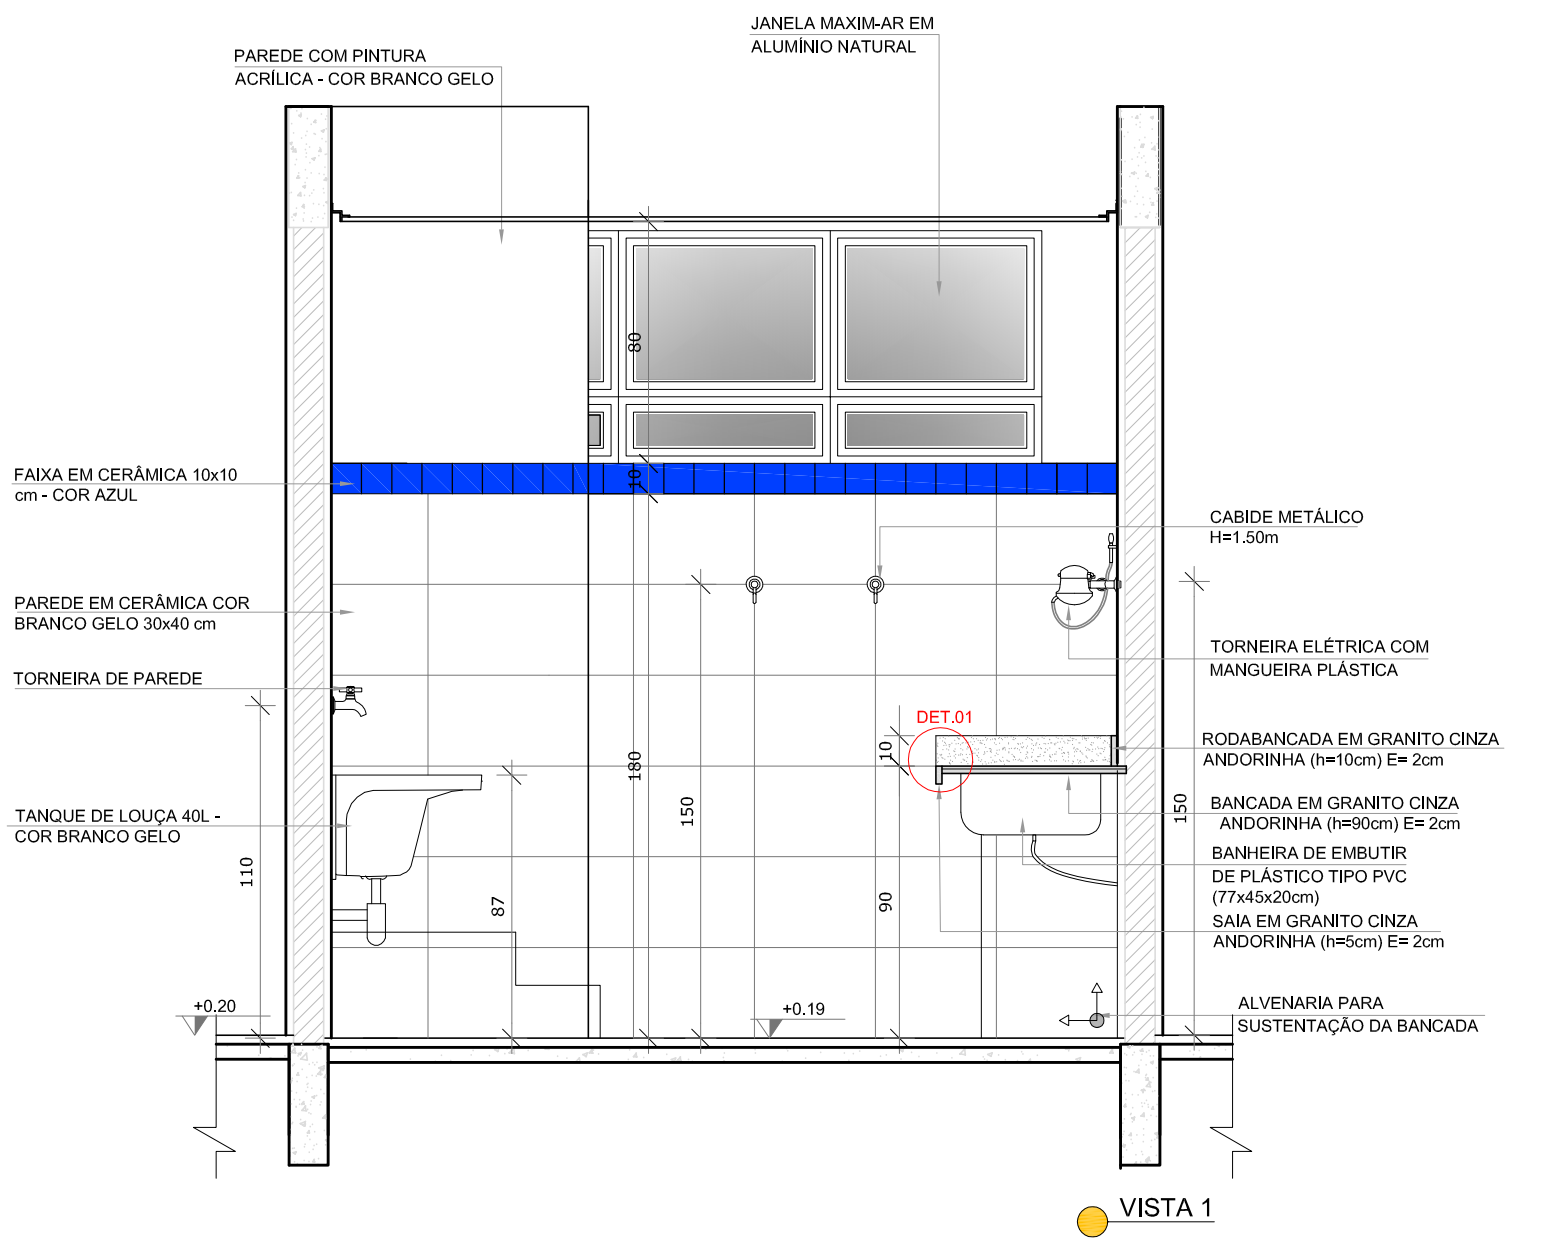 JANELA MAXIM-AR EM
ALUMÍNIO NATURAL
PAREDE COM PINTURA
ACRÍLICA - COR BRANCO GELO
80
FAIXA EM CERÂMICA 10x10
cm - COR AZUL
10
CABIDE METÁLICO
H=1.50m
PAREDE EM CERÂMICA COR
BRANCO GELO 30x40 cm
TORNEIRA ELÉTRICA COM
MANGUEIRA PLÁSTICA
TORNEIRA DE PAREDE
DET.01
10
RODABANCADA EM GRANITO CINZA
ANDORINHA (h=10cm) E= 2cm
180
150
150
BANCADA EM GRANITO CINZA
ANDORINHA (h=90cm) E= 2cm
TANQUE DE LOUÇA 40L -
COR BRANCO GELO
BANHEIRA DE EMBUTIR
DE PLÁSTICO TIPO PVC
(77x45x20cm)
110
87
90
SAIA EM GRANITO CINZA
ANDORINHA (h=5cm) E= 2cm
+0.20
+0.19
ALVENARIA PARA
SUSTENTAÇÃO DA BANCADA
VISTA 1